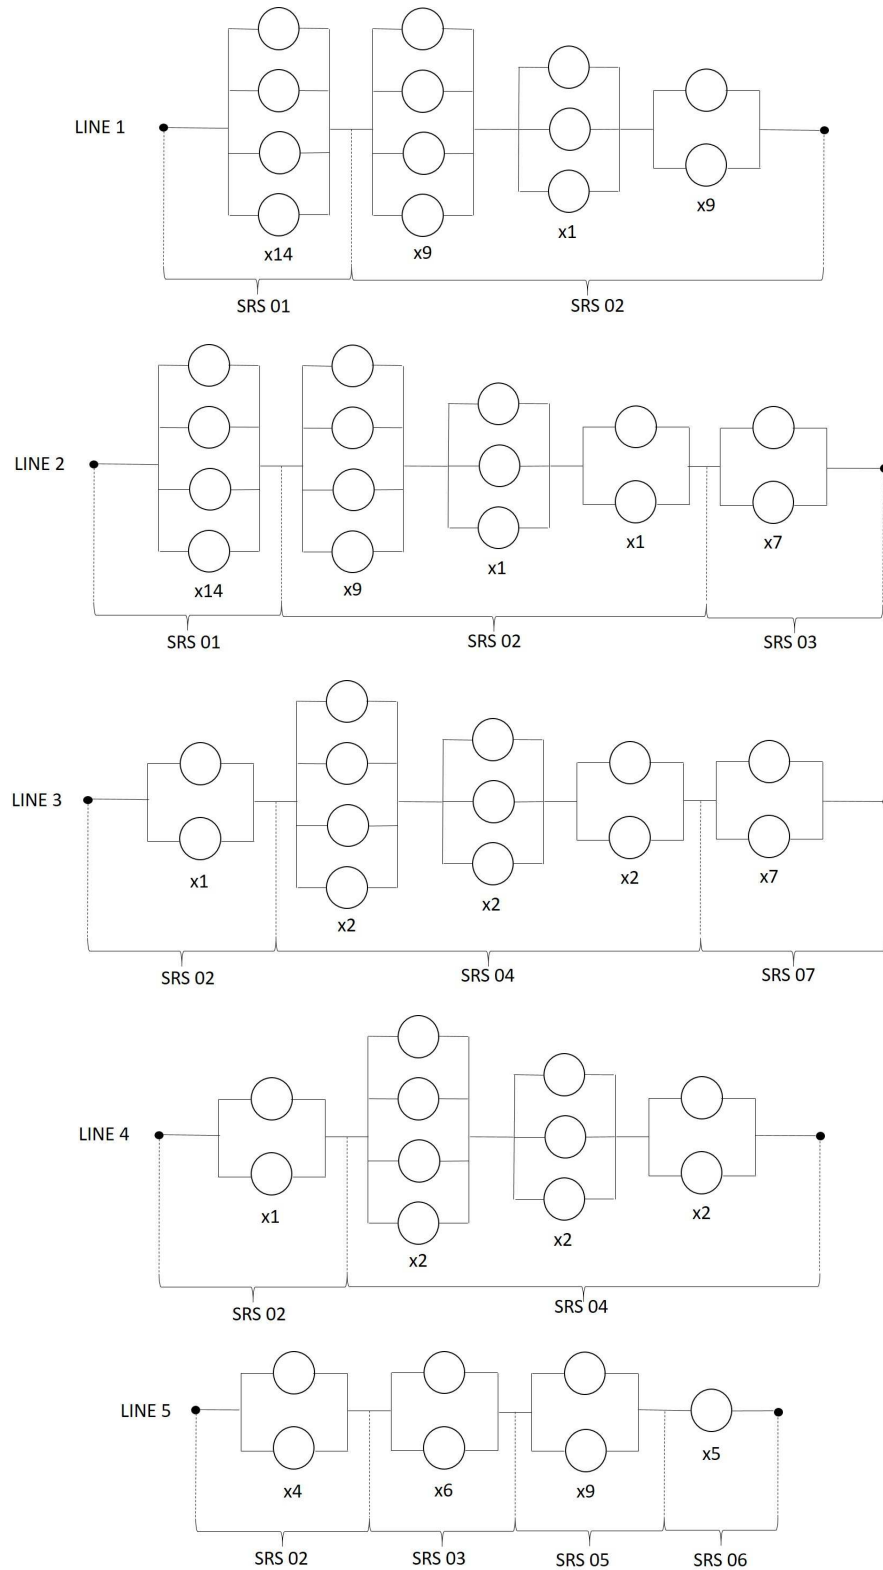 LINE 1
x14
x9
x1
x9
SRS 01
SRS 02
LINE 2
x14
x9
x1
x1
x7
SRS 01
SRS 02
SRS 03
LINE 3
x1
x2
x2
x2
x7
SRS 02
SRS 04
SRS 07
LINE 4
x1
x2
x2
x2
SRS 02
SRS 04
LINE 5
x4
x6
x9
x5
SRS 02
SRS 03
SRS 05
SRS 06